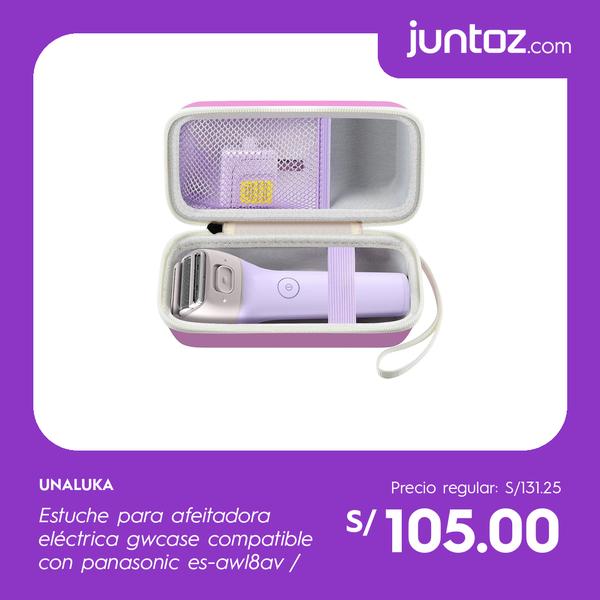 juntoz.com
UNALUKA
Estuche para afeitadora
eléctrica gwcase compatible
con panasonic es-awl8av /
Precio regular: S/131.25
S/105.00